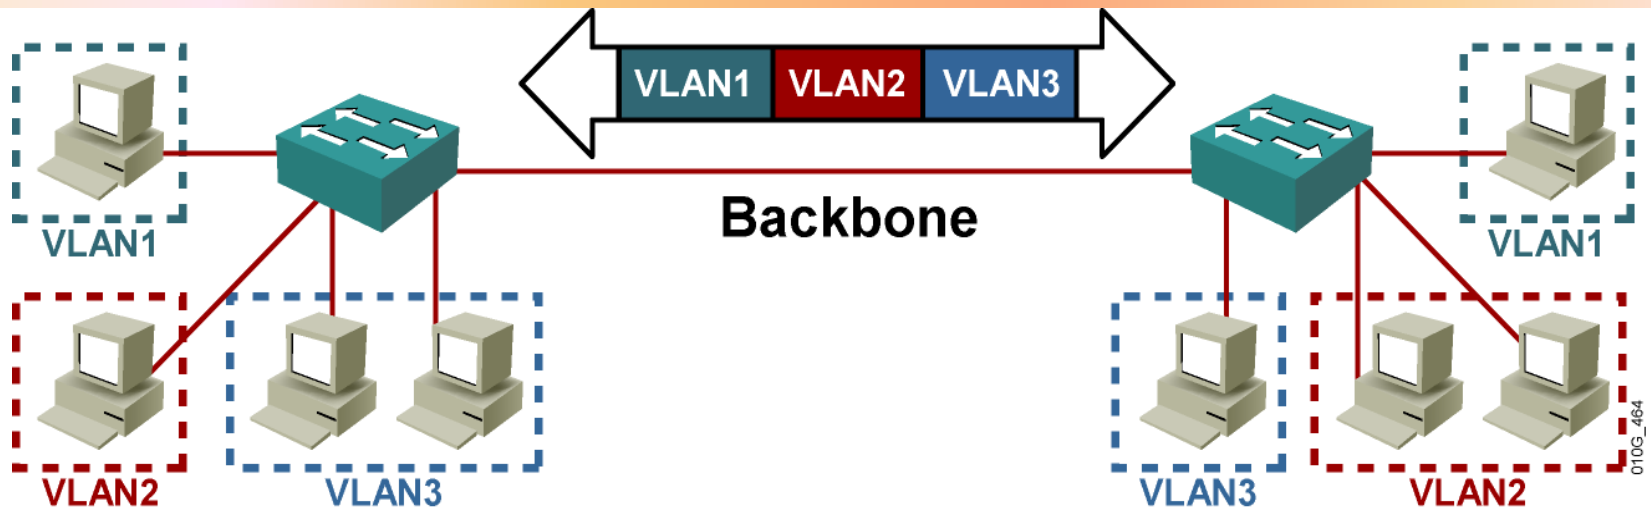 VLAN1 VLAN2 VLAN3
Backbone
VLAN1
VLAN1
VLAN2
VLAN3
VLAN3
VLAN2
010G_464